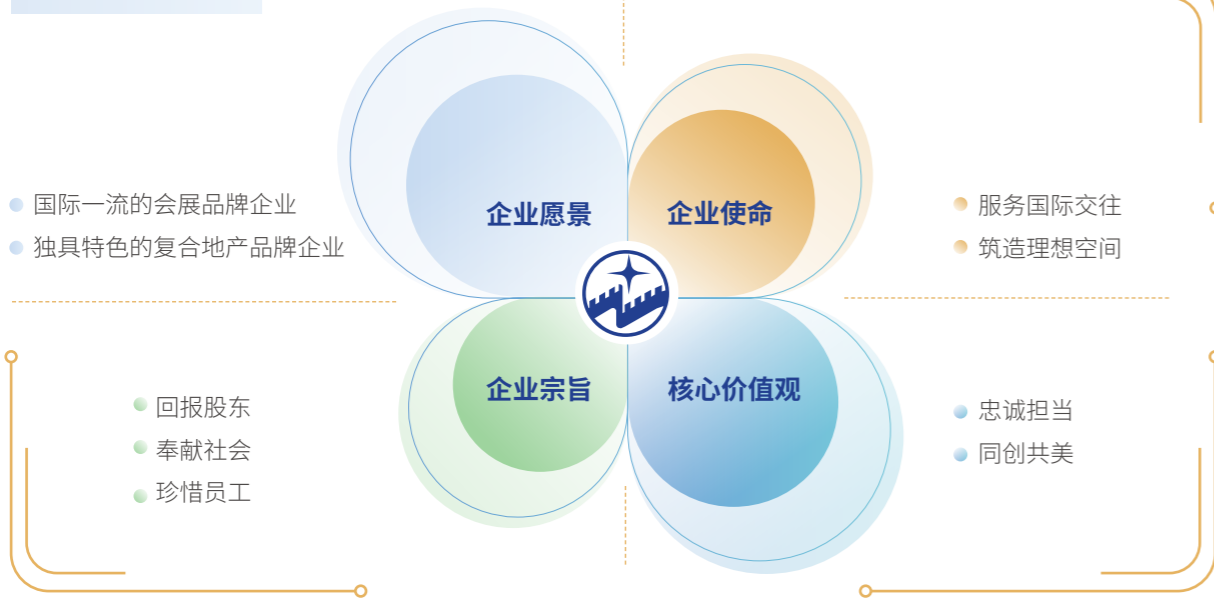 企业愿景
国际一流的会展品牌企业
独具特色的复合地产品牌企业
企业使命
服务国际交往
筑造理想空间
企业宗旨
回报股东
奉献社会
珍惜员工
核心价值观
忠诚担当
同创共美